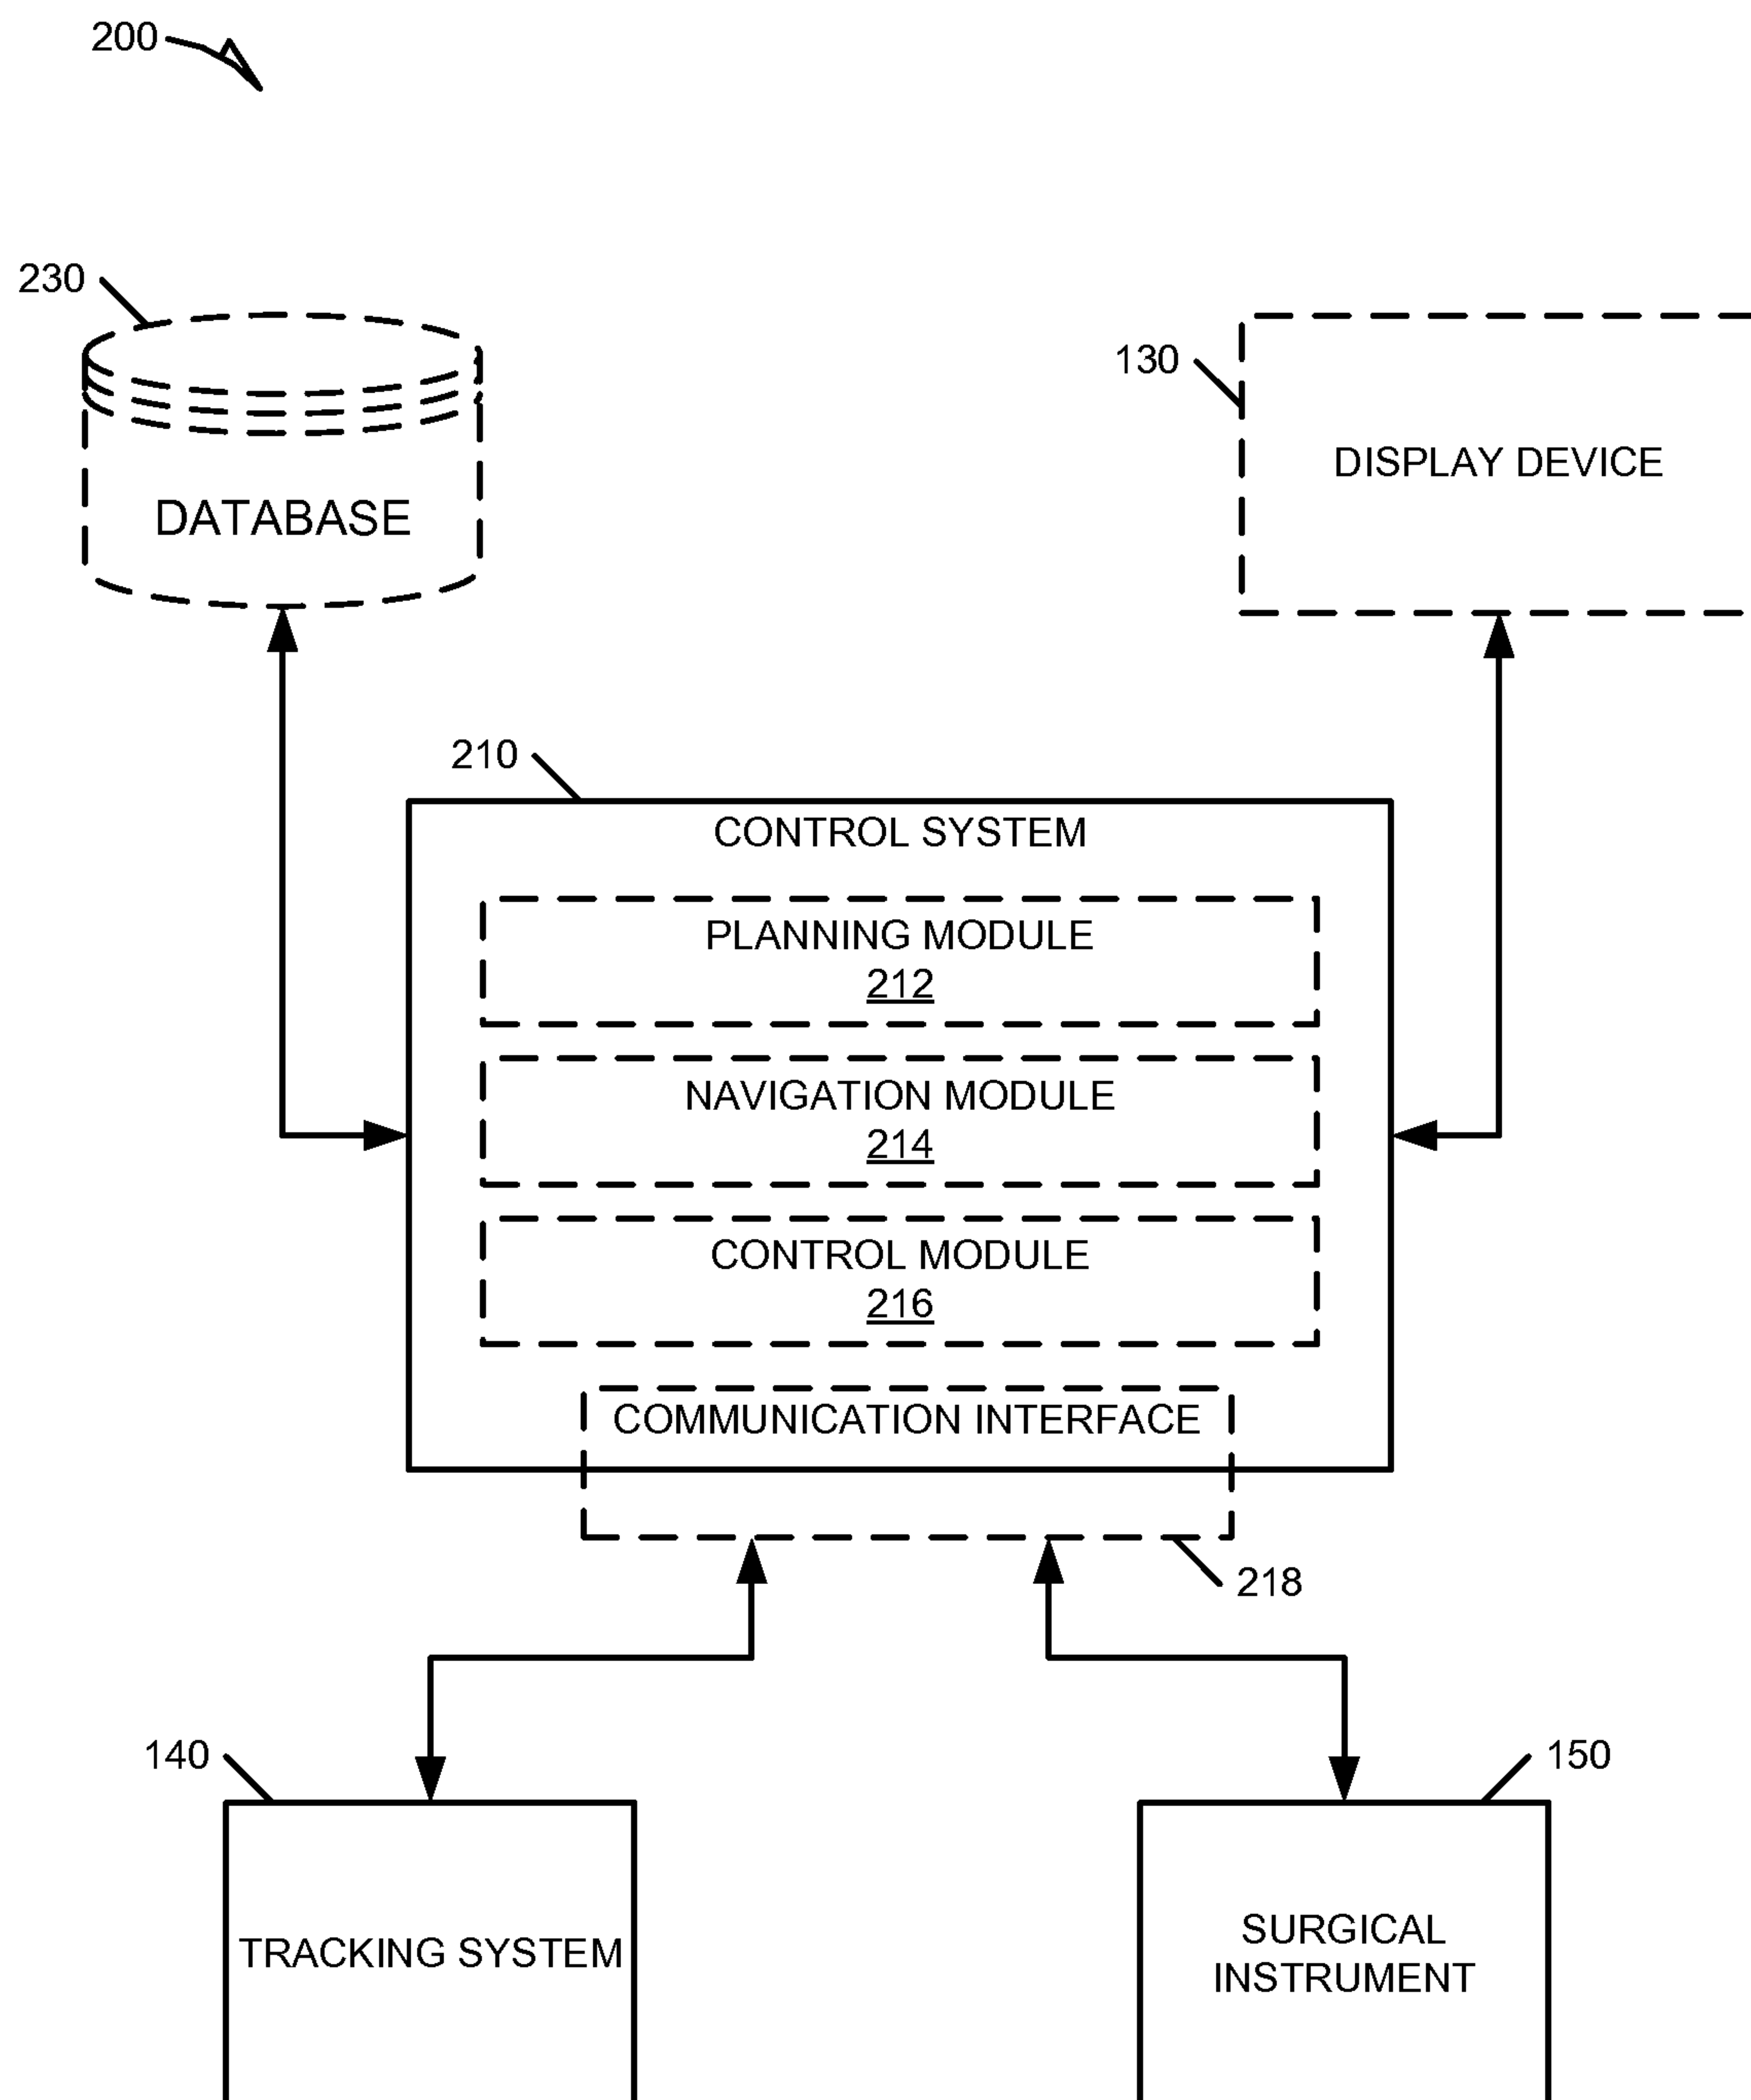 200
230
130
DISPLAY DEVICE
DATABASE
210
CONTROL SYSTEM
PLANNING MODULE
212
NAVIGATION MODULE
214
CONTROL MODULE
216
COMMUNICATION INTERFACE
218
140
150
TRACKING SYSTEM
SURGICAL
INSTRUMENT